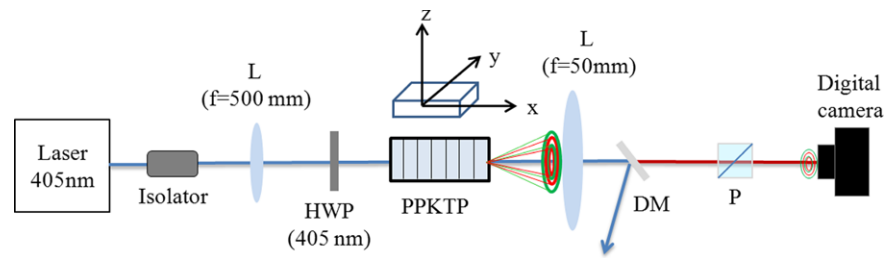 Laser
405nm
Isolator
L
(f=500 mm)
HWP
(405 nm)
z
y
x
PPKTP
L
(f=50mm)
DM
P
Digital
camera